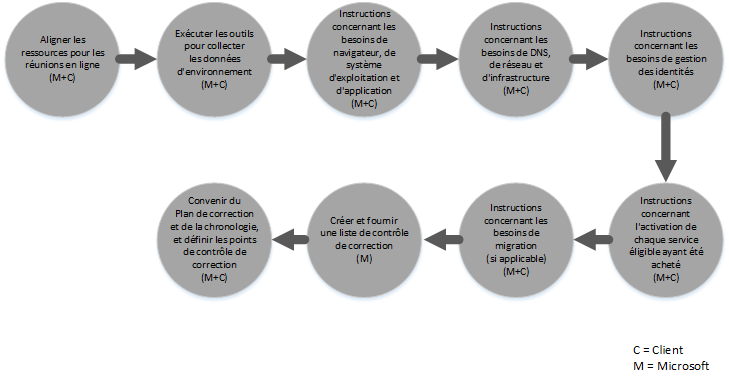 Aligner les
ressources pour les
réunions en ligne
(M+C)
Exécuter les outils
pour collecter
les données
d'environnement
(M+C)
Instructions
concernant les
besoins de
navigateur, de
système
d'exploitation et
d'application
(M+C)
Instructions
concernant les
besoins de DNS,
de réseau et
d'infrastructure
(M+C)
Instructions
concernant les
besoins de gestion
des identités
(M+C)
Instructions
concernant
l'activation de
chaque service
éligible ayant été
acheté
(M+C)
Instructions
concernant les
besoins de
migration
(si applicable)
(M+C)
Créer et fournir
une liste de contrôle
de correction
(M)
Convenir du
Plan de correction
et de la chronologie,
et définir les points
de contrôle de
correction
(M+C)
C = Client
M = Microsoft